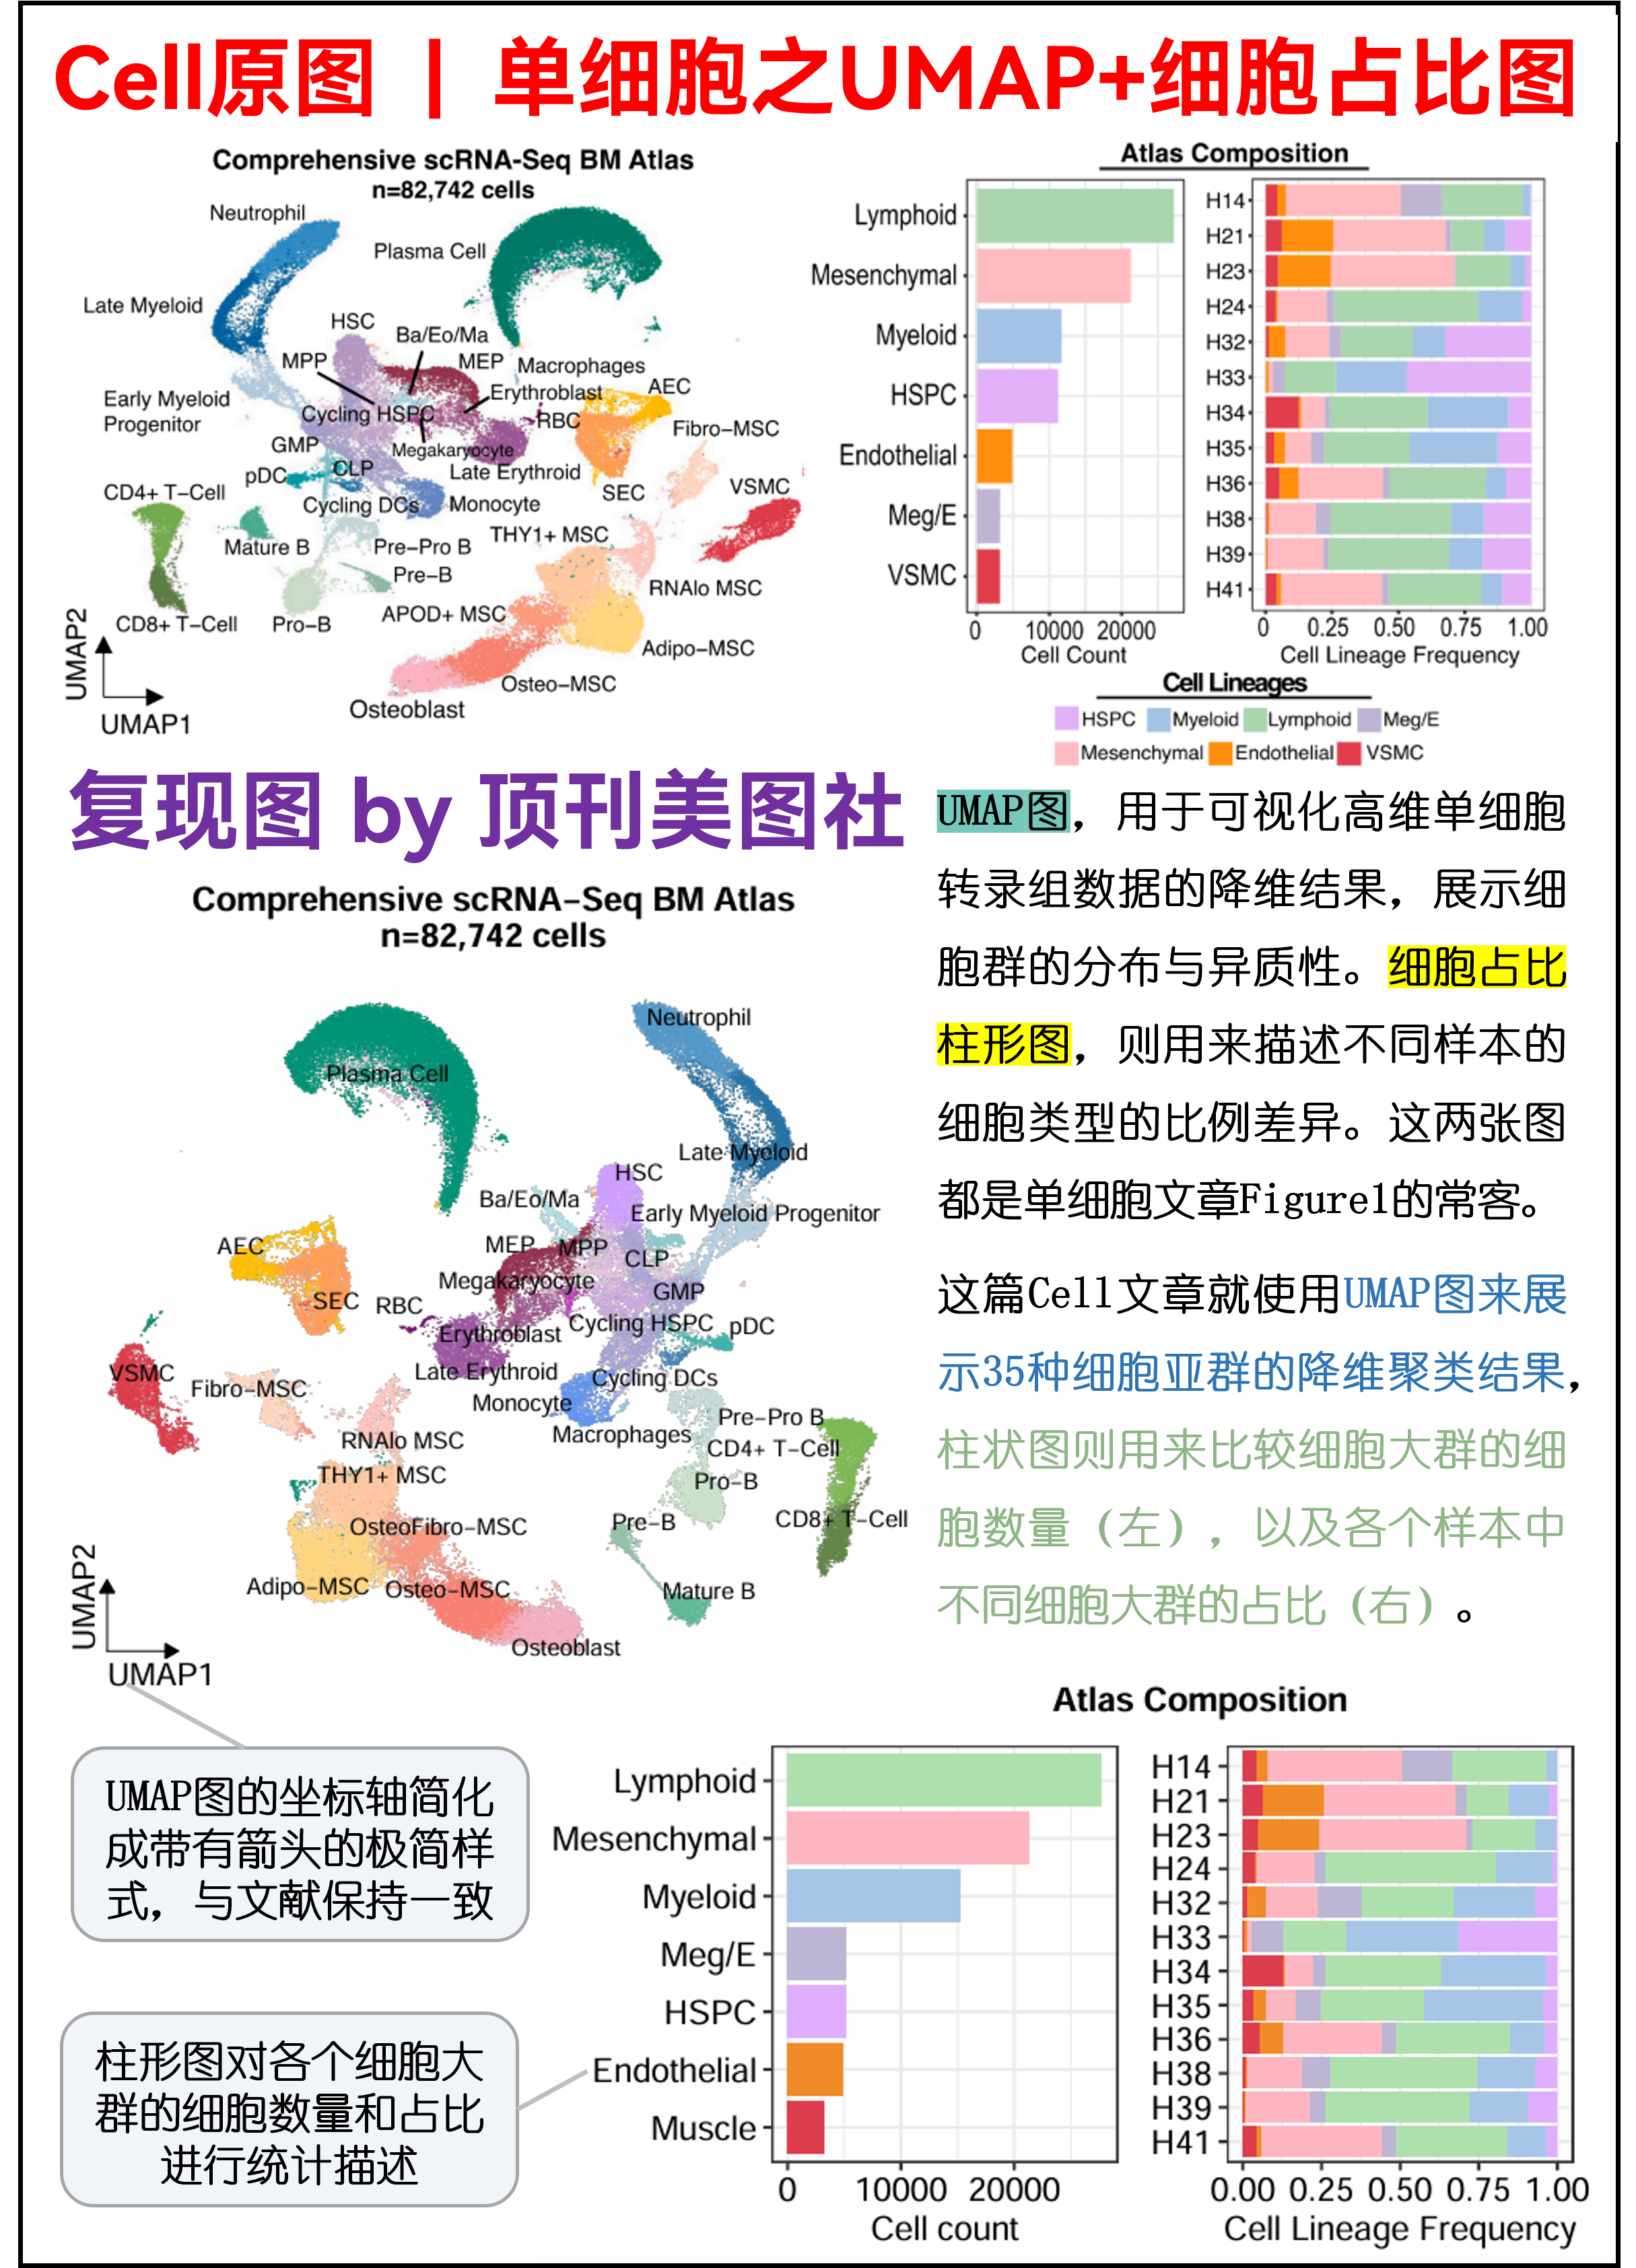 Cell原图 | 单细胞之UMAP+细胞占比图
Comprehensive scRNA-Seq BM Atlas
n=82,742 cells
Neutrophil
Plasma Cell
Late Myeloid
HSC
Ba/Eo/Ma
MPP
MEP
Macrophages
Early Myeloid
Progenitor
Erythroblast
AEC
Cycling HSPC
RBC
Fibro-MSC
GMP
Megakaryocyte
pDC
CLP
Late Erythroid
SEC
VSMC
CD4+ T-Cell
Cycling DCs
Monocyte
THY1+ MSC
Mature B
Pre-Pro B
Pre-B
RNAlo MSC
APOD+ MSC
CD8+ T-Cell
Pro-B
Adipo-MSC
Osteo-MSC
Osteoblast
UMAP2
UMAP1
Atlas Composition
Lymphoid
Mesenchymal
Myeloid
HSPC
Endothelial
Meg/E
VSMC
0 10000 20000
Cell Count
H14
H21
H23
H24
H32
H33
H34
H35
H36
H38
H39
H41
0 0.25 0.50 0.75 1.00
Cell Lineage Frequency
Cell Lineages
HSPC Myeloid Lymphoid Meg/E
Mesenchymal Endothelial VSMC
复现图 by 顶刊美图社
UMAP图，用于可视化高维单细胞
转录组数据的降维结果，展示细
胞群的分布与异质性。细胞占比
柱形图，则用来描述不同样本的
细胞类型的比例差异。这两张图
都是单细胞文章Figure1的常客。
这篇Cell文章就使用UMAP图来展
示35种细胞亚群的降维聚类结果，
柱状图则用来比较细胞大群的细
胞数量（左），以及各个样本中
不同细胞大群的占比（右）。
Comprehensive scRNA-Seq BM Atlas
n=82,742 cells
Neutrophil
Plasma Cell
Late Myeloid
HSC
Ba/Eo/Ma
Early Myeloid Progenitor
AEC
MEP
MPP
CLP
Megakaryocyte
GMP
SEC
RBC
Cycling HSPC
pDC
Erythroblast
VSMC
Late Erythroid
Cycling DCs
Fibro-MSC
Monocyte
Pre-Pro B
Macrophages
RNAlo MSC
CD4+ T-Cell
THY1+ MSC
Pro-B
CD8+ T-Cell
Pre-B
OsteoFibro-MSC
Adipo-MSC
Osteo-MSC
Mature B
Osteoblast
UMAP2
UMAP1
UMAP图的坐标轴简化
成带有箭头的极简样
式，与文献保持一致
柱形图对各个细胞大
群的细胞数量和占比
进行统计描述
Atlas Composition
Lymphoid
Mesenchymal
Myeloid
Meg/E
HSPC
Endothelial
Muscle
0 10000 20000
Cell count
H14
H21
H23
H24
H32
H33
H34
H35
H36
H38
H39
H41
0.00 0.25 0.50 0.75 1.00
Cell Lineage Frequency